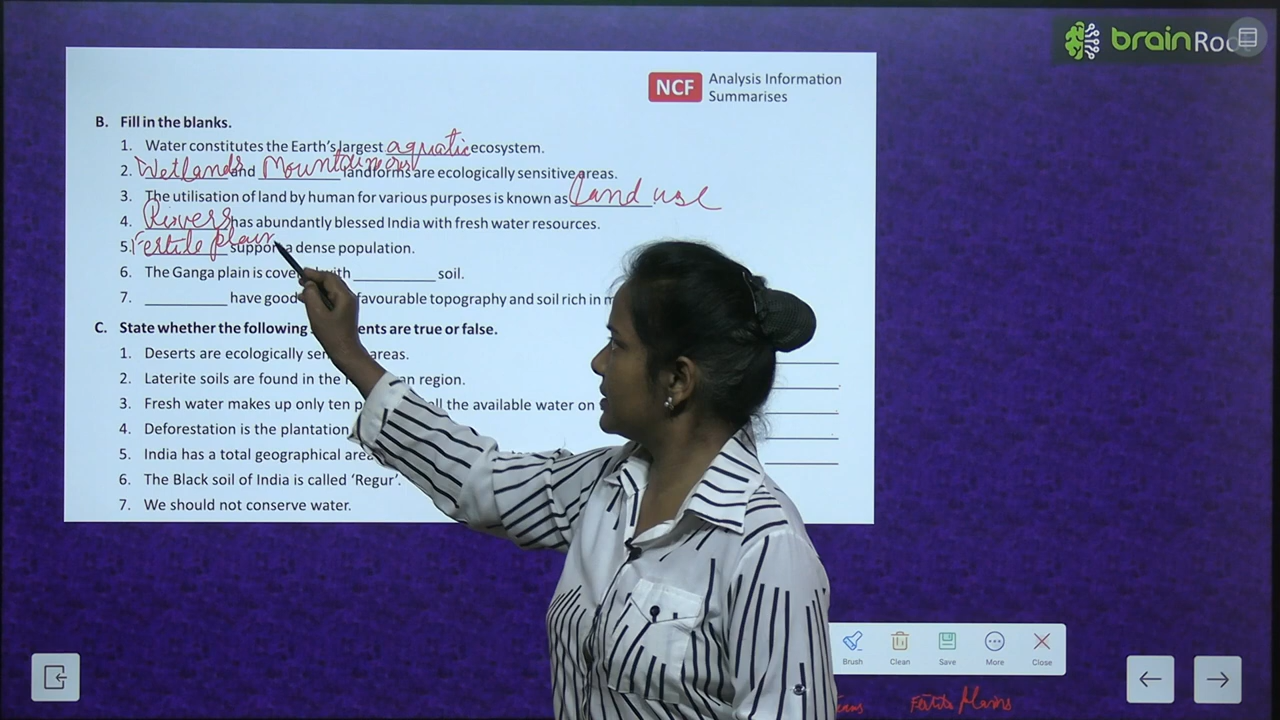 brainRoo
NCF Analysis Information
Summarises
B. Fill in the blanks.
1. Water constitutes the Earth's largest aquatic ecosystem.
2. Wetlands and Mountainous landforms are ecologically sensitive areas.
3. The utilisation of land by human for various purposes is known as land use
4. Rivers has abundantly blessed India with fresh water resources.
5. Fertile plain support a dense population.
6. The Ganga plain is cove with __________ soil.
7. __________ have good favourable topography and soil rich in m
C. State whether the following ents are true or false.
1. Deserts are ecologically sen areas.
2. Laterite soils are found in the an region.
3. Fresh water makes up only ten p ll the available water on
4. Deforestation is the plantation
5. India has a total geographical area
6. The Black soil of India is called 'Regur'.
7. We should not conserve water.
Brush Clean Save More Close
Fertile Plains